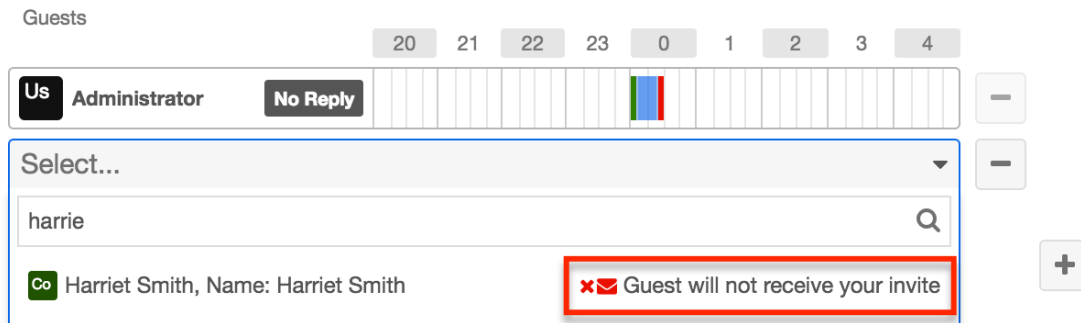 Guests
20 21 22 23 0 1 2 3 4
Us Administrator No Reply
Select...
harrie
Co Harriet Smith, Name: Harriet Smith Guest will not receive your invite